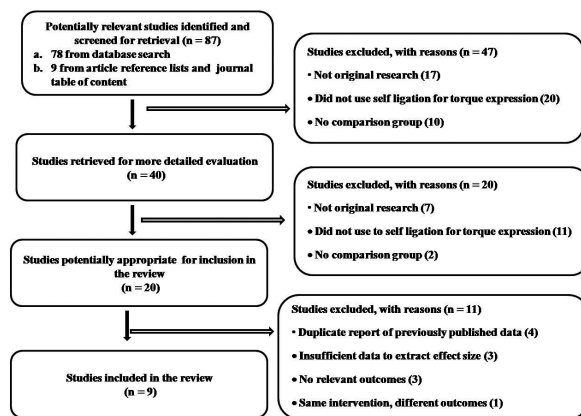 Potentially relevant studies identified and
screened for retrieval (n = 87)
a. 78 from database search
b. 9 from article reference lists and journal
table of content
Studies excluded, with reasons (n = 47)
• Not original research (17)
• Did not use self ligation for torque expression (20)
• No comparison group (10)
Studies retrieved for more detailed evaluation
(n = 40)
Studies excluded, with reasons (n = 20)
• Not original research (7)
• Did not use to self ligation for torque expression (11)
• No comparison group (2)
Studies potentially appropriate for inclusion in
the review
(n = 20)
Studies excluded, with reasons (n = 11)
• Duplicate report of previously published data (4)
• Insufficient data to extract effect size (3)
• No relevant outcomes (3)
• Same intervention, different outcomes (1)
Studies included in the review
(n = 9)